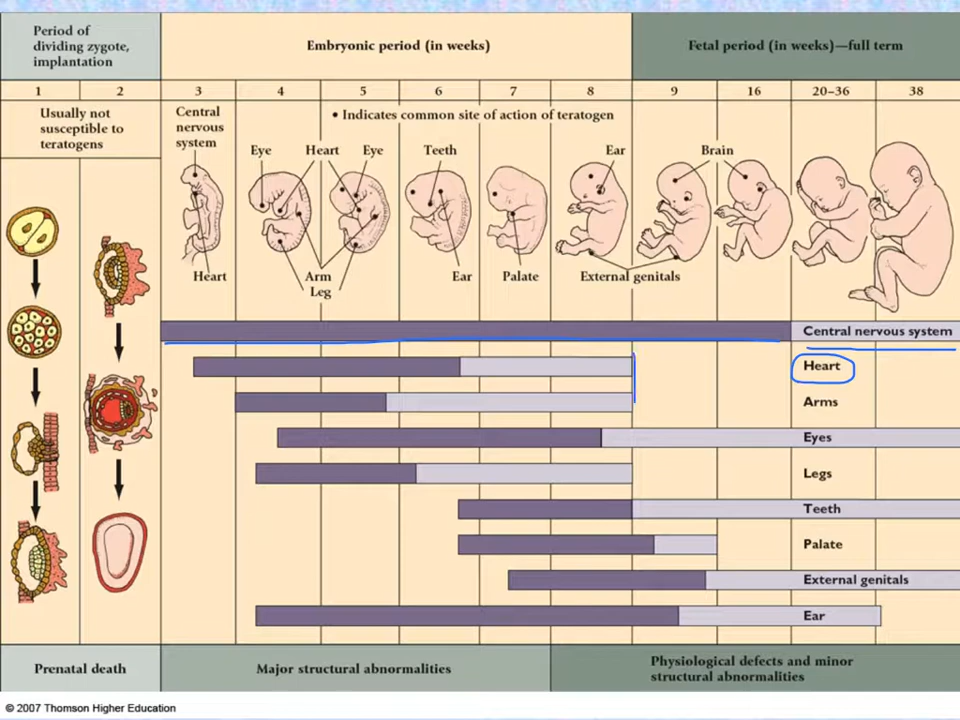 Period of
dividing zygote,
implantation
Embryonic period (in weeks)
Fetal period (in weeks)—full term
1 2 3 4 5 6 7 8 9 16 20–36 38
Usually not
susceptible to
teratogens
Central
nervous
system
• Indicates common site of action of teratogen
Eye Heart Eye Teeth Ear Brain
Heart Arm Ear Palate External genitals
Leg
Central nervous system
Heart
Arms
Eyes
Legs
Teeth
Palate
External genitals
Ear
Prenatal death
Major structural abnormalities
Physiological defects and minor
structural abnormalities
© 2007 Thomson Higher Education